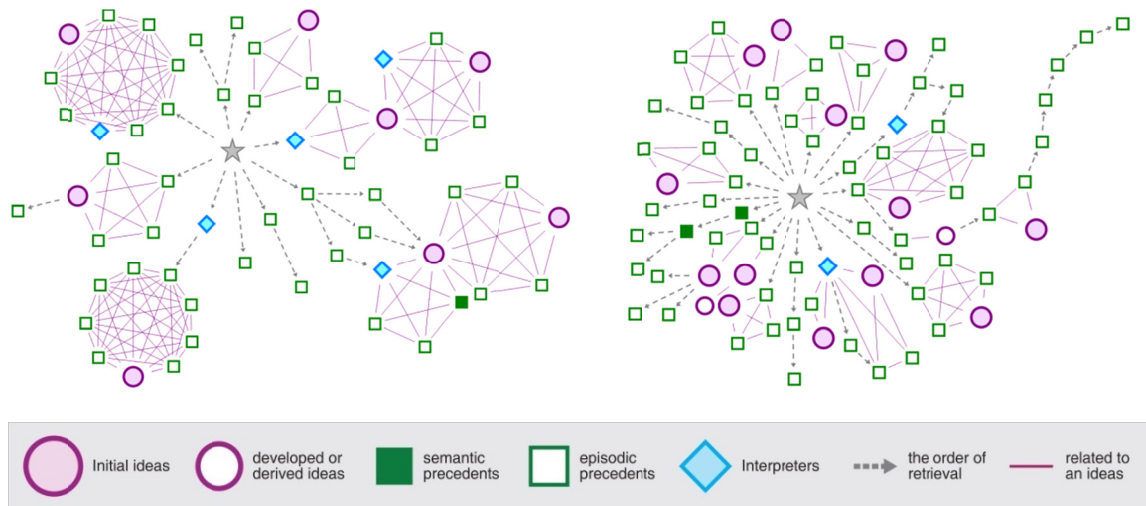 Initial ideas
developed or
derived ideas
semantic
precedents
episodic
precedents
Interpreters
the order of
retrieval
related to
an ideas